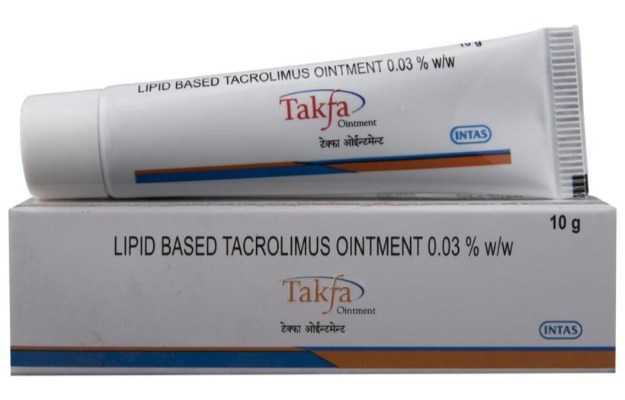 10 g
LIPID BASED TACROLIMUS OINTMENT 0.03 % w/w
Takfa
Ointment
टेक्फा ओईन्टमेन्ट
INTAS
10 g
LIPID BASED TACROLIMUS OINTMENT 0.03 % w/w
Takfa
Ointment
टेक्फा ओईन्टमेन्ट
INTAS